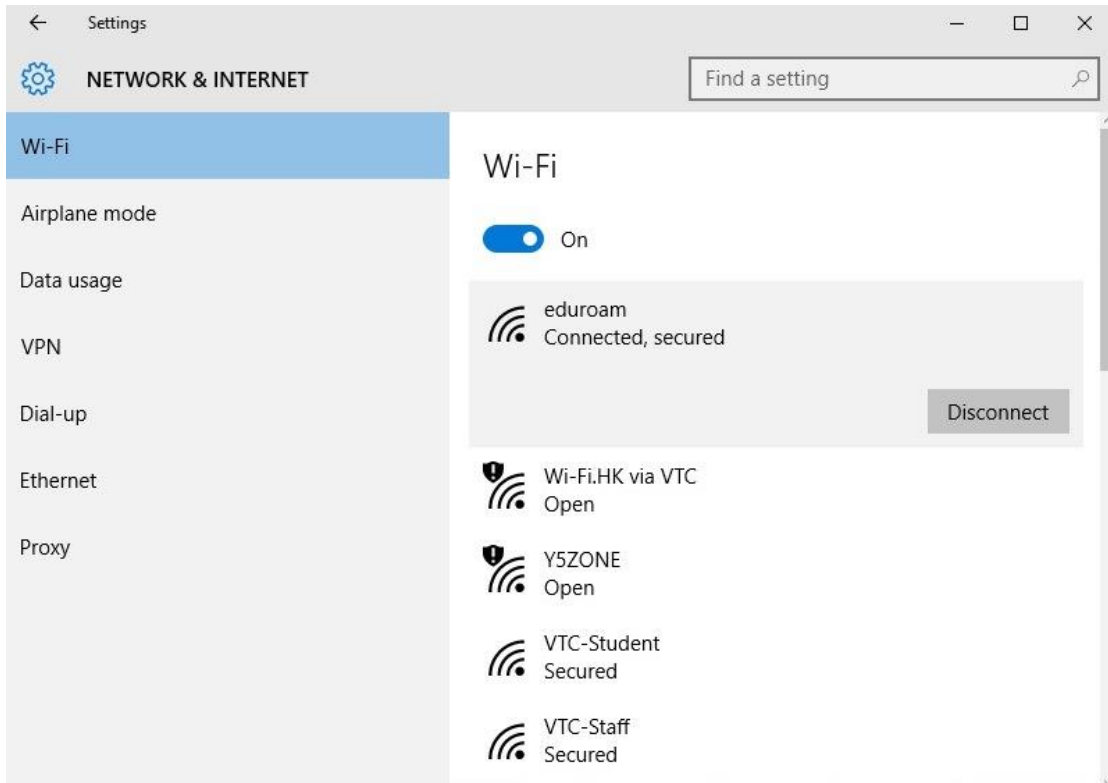 Settings
NETWORK & INTERNET
Find a setting
Wi-Fi
Airplane mode
Data usage
VPN
Dial-up
Ethernet
Proxy
Wi-Fi
On
eduroam
Connected, secured
Disconnect
Wi-Fi.HK via VTC
Open
Y5ZONE
Open
VTC-Student
Secured
VTC-Staff
Secured